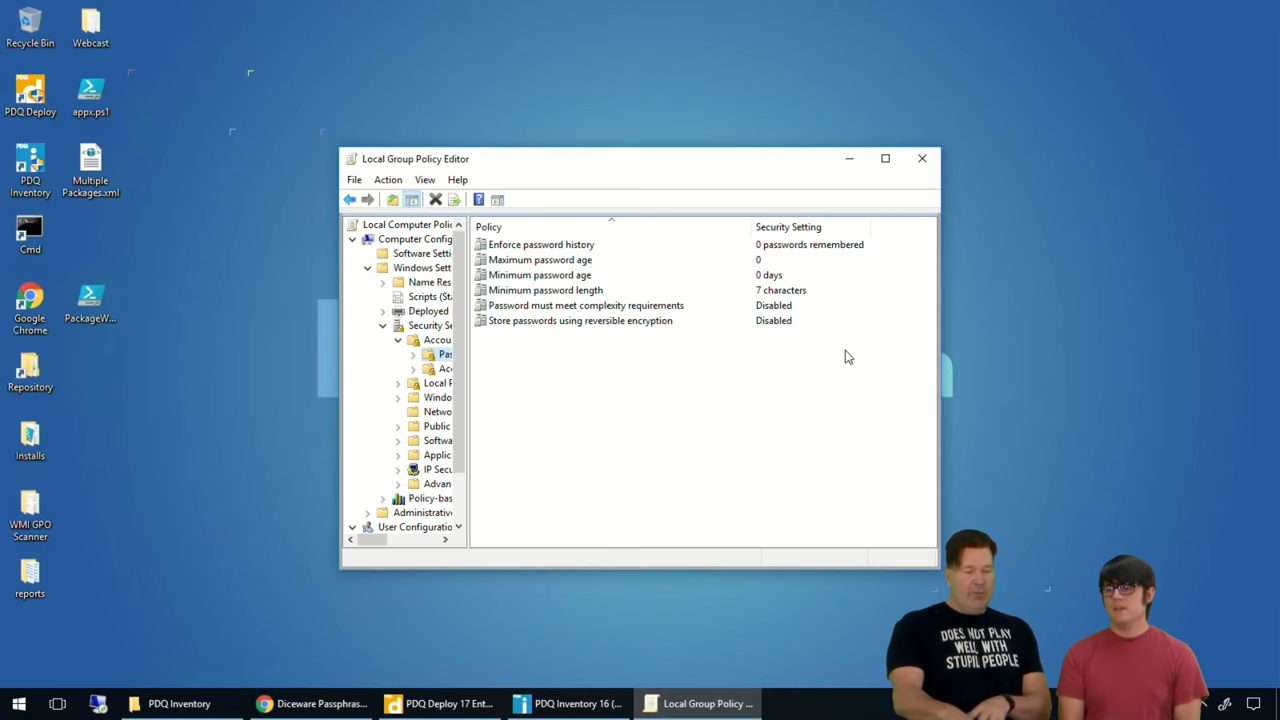 Recycle Bin
Webcast
PDQ Deploy
appx.ps1
PDQ
Inventory
Multiple
Packages.xml
Cmd
Google
Chrome
PackageW...
Repository
Installs
WMI GPO
Scanner
reports
Local Group Policy Editor
File Action View Help
Local Computer Polic
Computer Config
Software Setti
Windows Sett
Name Res
Scripts (Sta
Deployed
Security Se
Accou
Pas
Acc
Local P
Windo
Netwo
Public
Softwa
Applic
IP Secu
Advan
Policy-bas
Administrative
User Configuratio
Policy Security Setting
Enforce password history 0 passwords remembered
Maximum password age 0
Minimum password age 0 days
Minimum password length 7 characters
Password must meet complexity requirements Disabled
Store passwords using reversible encryption Disabled
DOES NOT PLAY
WELL WITH
STUPID PEOPLE
PDQ Inventory
Diceware Passphras...
PDQ Deploy 17 Ent...
PDQ Inventory 16 (...
Local Group Policy ...